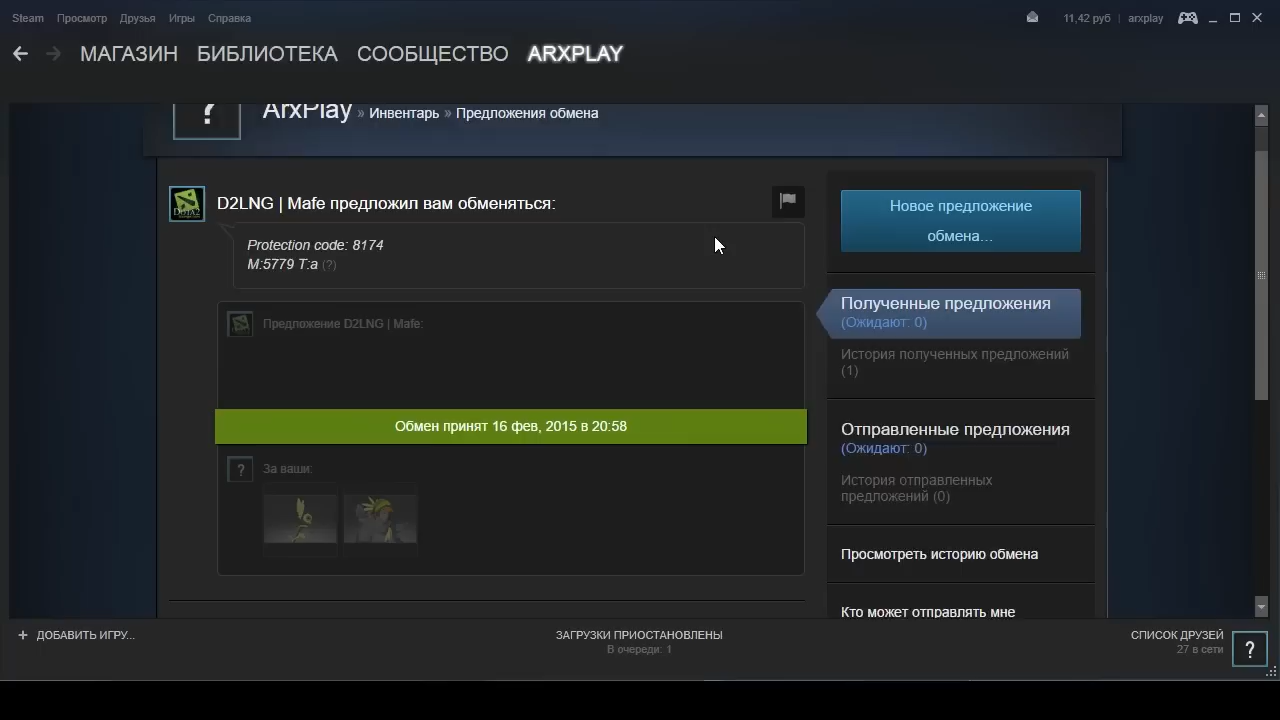 Steam Просмотр Друзья Игры Справка 11,42 руб arxplay
МАГАЗИН БИБЛИОТЕКА СООБЩЕСТВО ARXPLAY
? ArxPlay » Инвентарь » Предложения обмена
DOTA2
D2LNG | Mafe предложил вам обменяться:
Protection code: 8174
M:5779 T:a (?)
Предложение D2LNG | Mafe:
Обмен принят 16 фев, 2015 в 20:58
? За ваши:
Новое предложение
обмена...
Полученные предложения
(Ожидают: 0)
История полученных предложений
(1)
Отправленные предложения
(Ожидают: 0)
История отправленных
предложений (0)
Просмотреть историю обмена
Кто может отправлять мне
+ ДОБАВИТЬ ИГРУ...
ЗАГРУЗКИ ПРИОСТАНОВЛЕНЫ
В очереди: 1
СПИСОК ДРУЗЕЙ
27 в сети
?